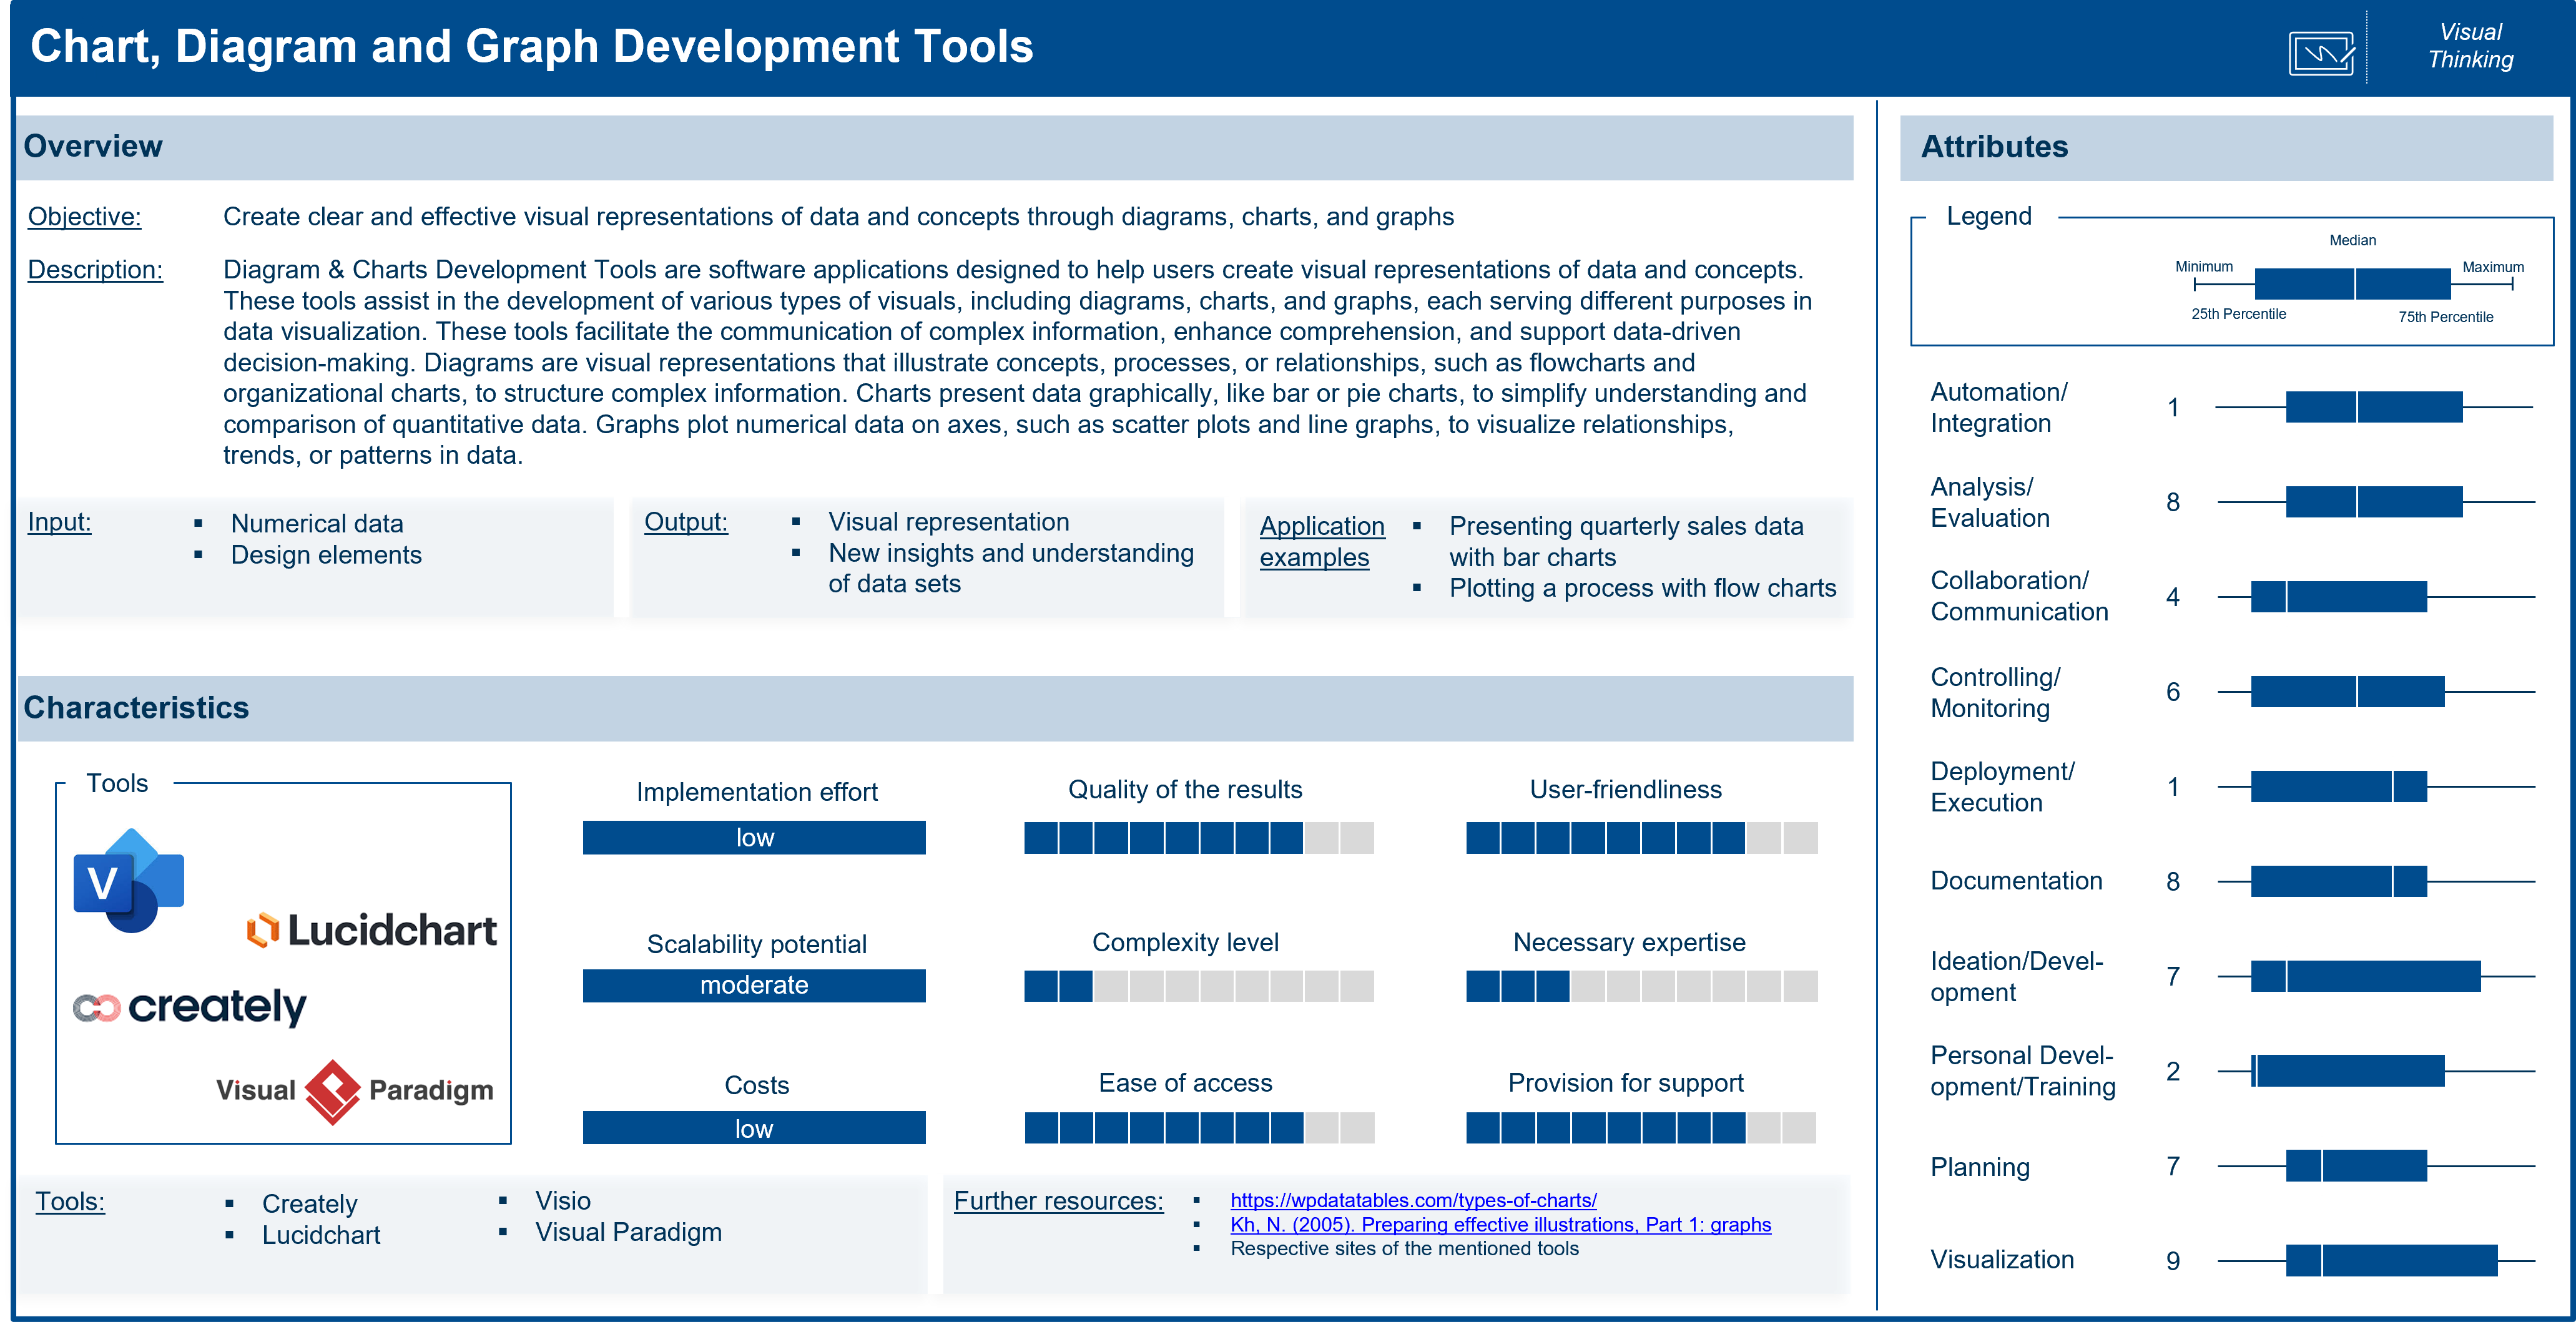 Chart, Diagram and Graph Development Tools
Visual
Thinking
Overview
Objective:
Create clear and effective visual representations of data and concepts through diagrams, charts, and graphs
Description:
Diagram & Charts Development Tools are software applications designed to help users create visual representations of data and concepts.
These tools assist in the development of various types of visuals, including diagrams, charts, and graphs, each serving different purposes in
data visualization. These tools facilitate the communication of complex information, enhance comprehension, and support data-driven
decision-making. Diagrams are visual representations that illustrate concepts, processes, or relationships, such as flowcharts and
organizational charts, to structure complex information. Charts present data graphically, like bar or pie charts, to simplify understanding and
comparison of quantitative data. Graphs plot numerical data on axes, such as scatter plots and line graphs, to visualize relationships,
trends, or patterns in data.
Input:
▪ Numerical data
▪ Design elements
Output:
▪ Visual representation
▪ New insights and understanding
of data sets
Application
examples
▪ Presenting quarterly sales data
with bar charts
▪ Plotting a process with flow charts
Characteristics
Tools
V
Lucidchart
creately
Visual Paradigm
Implementation effort
low
Quality of the results
User-friendliness
Scalability potential
moderate
Complexity level
Necessary expertise
Costs
low
Ease of access
Provision for support
Tools:
▪ Creately
▪ Lucidchart
▪ Visio
▪ Visual Paradigm
Further resources:
▪ https://wpdatatables.com/types-of-charts/
▪ Kh, N. (2005). Preparing effective illustrations, Part 1: graphs
▪ Respective sites of the mentioned tools
Attributes
Legend
Median
Minimum
Maximum
25th Percentile
75th Percentile
Automation/
Integration
1
Analysis/
Evaluation
8
Collaboration/
Communication
4
Controlling/
Monitoring
6
Deployment/
Execution
1
Documentation
8
Ideation/Devel-
opment
7
Personal Devel-
opment/Training
2
Planning
7
Visualization
9